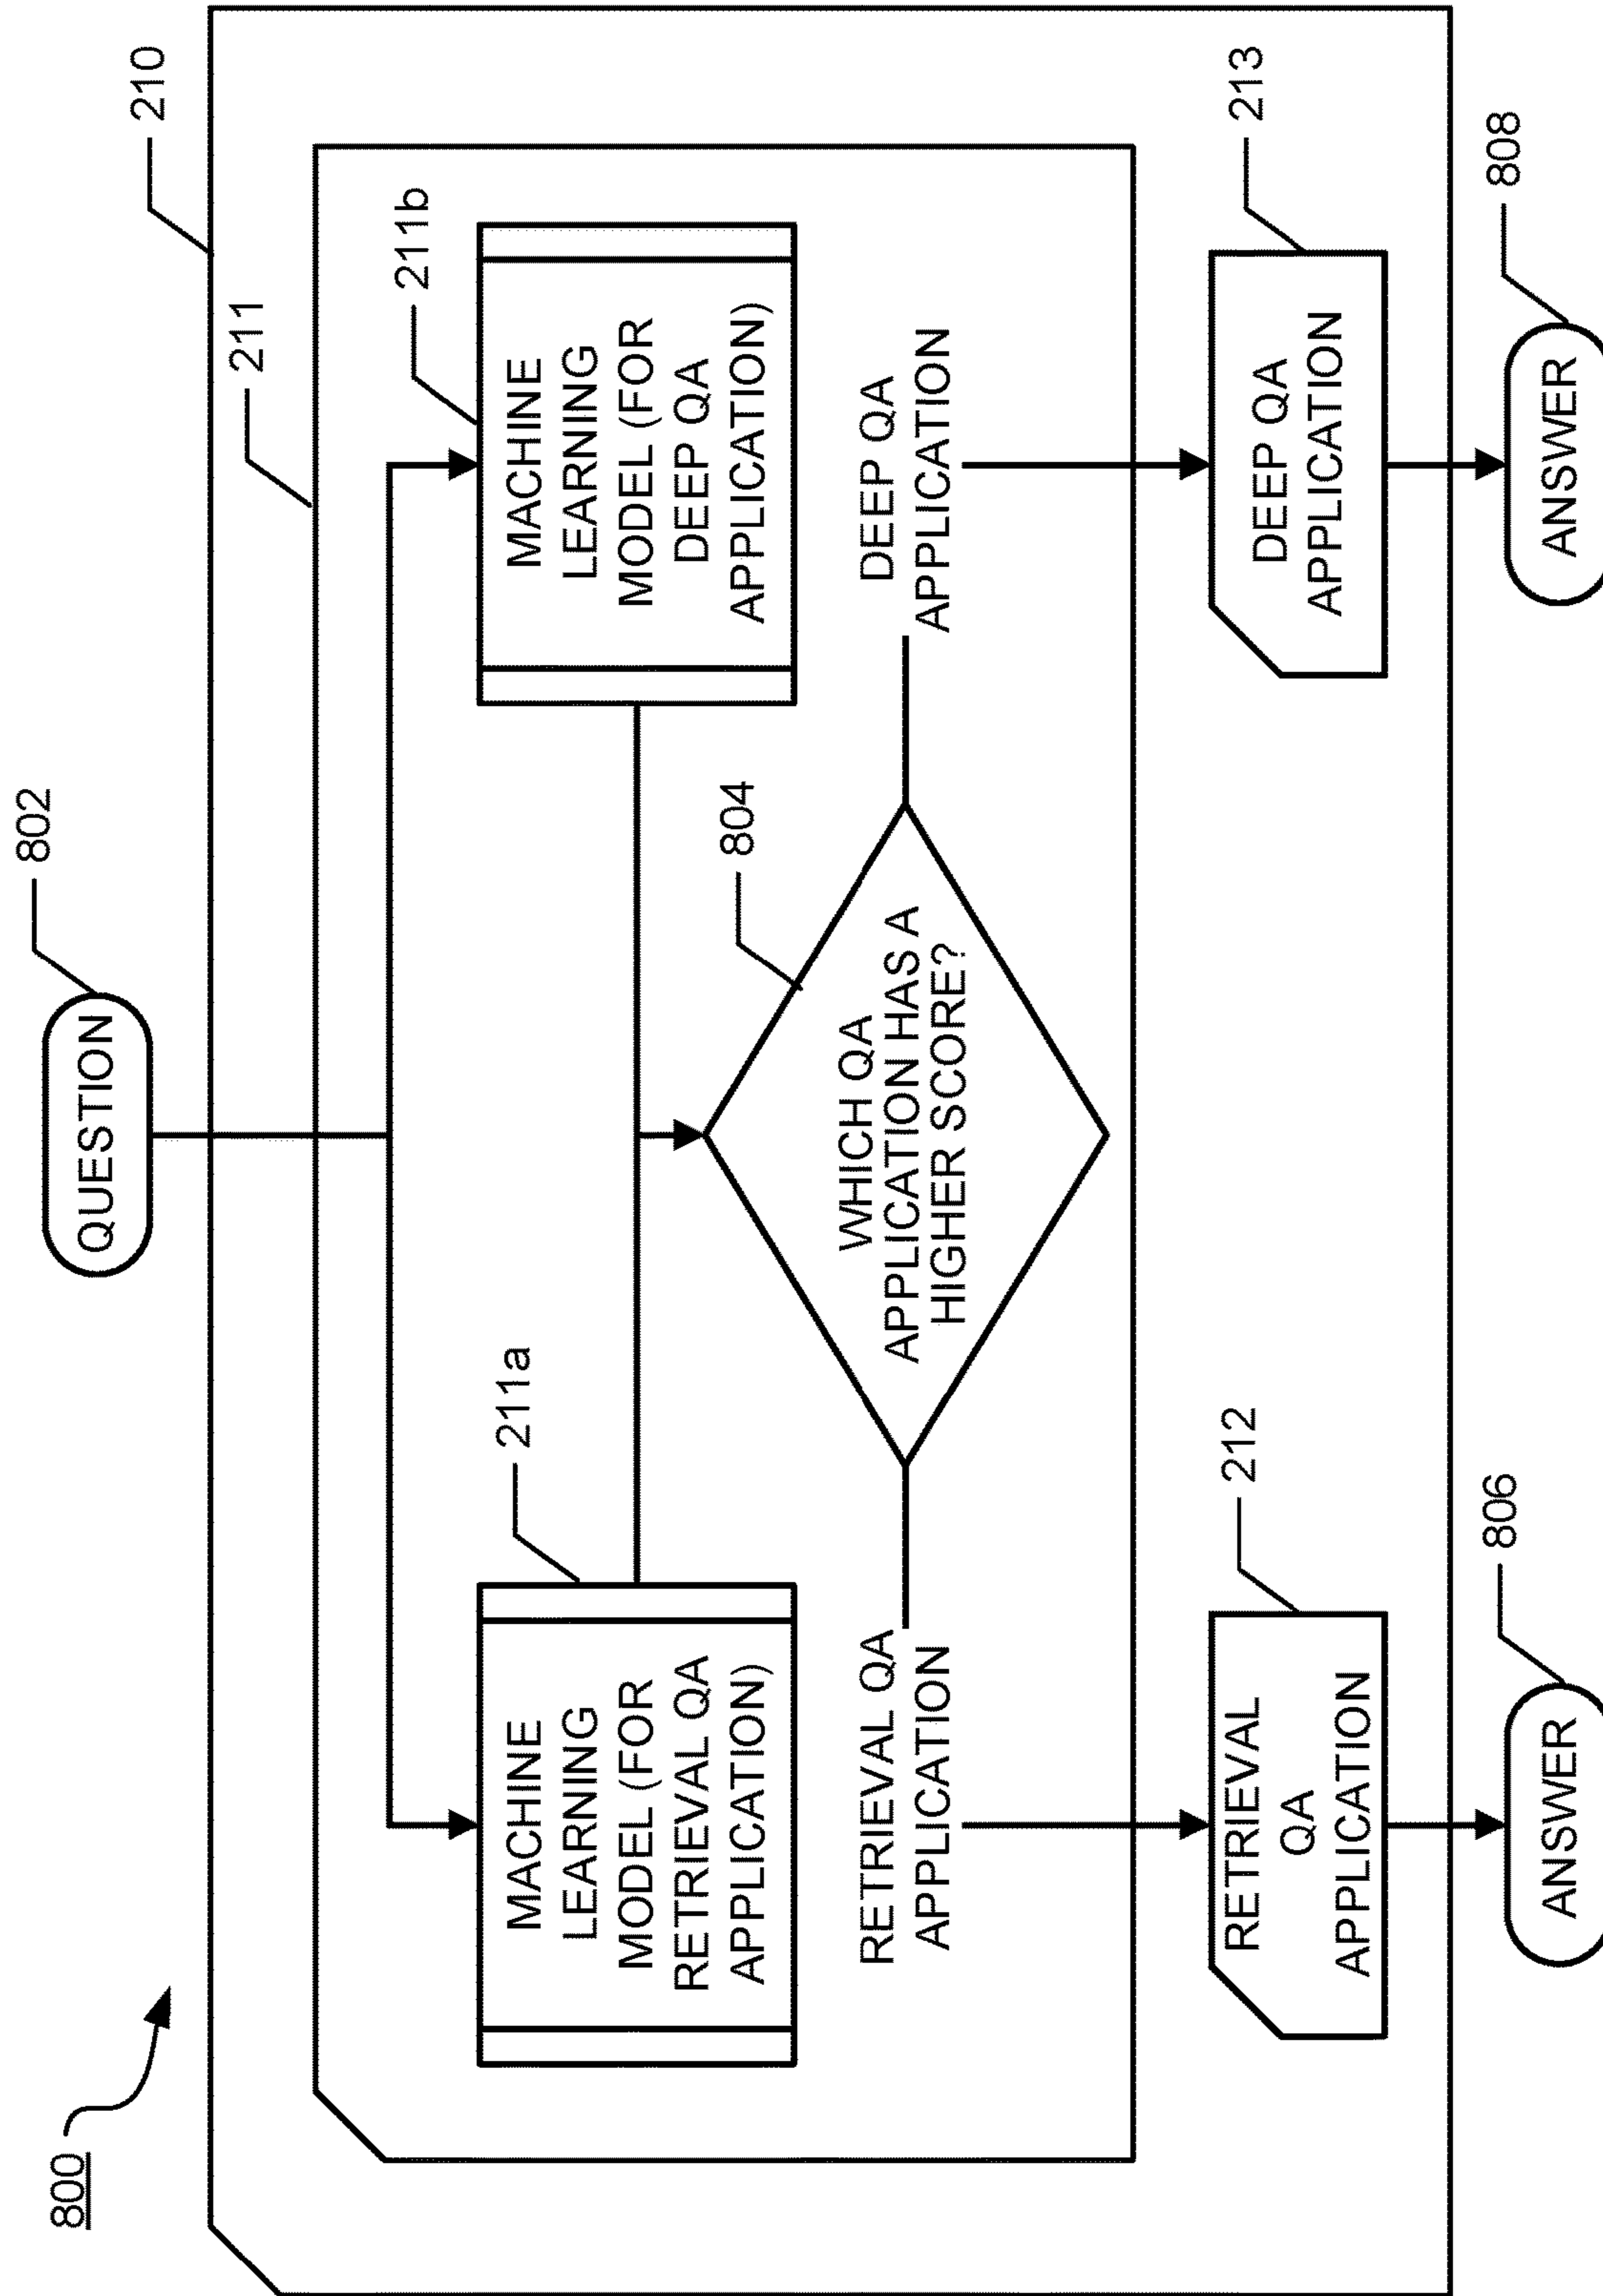 800
802
QUESTION
210
211
211a
MACHINE
LEARNING
MODEL (FOR
RETRIEVAL QA
APPLICATION)
211b
MACHINE
LEARNING
MODEL (FOR
DEEP QA
APPLICATION)
804
WHICH QA
APPLICATION HAS A
HIGHER SCORE?
RETRIEVAL QA
APPLICATION
DEEP QA
APPLICATION
212
RETRIEVAL
QA
APPLICATION
213
DEEP QA
APPLICATION
806
ANSWER
808
ANSWER